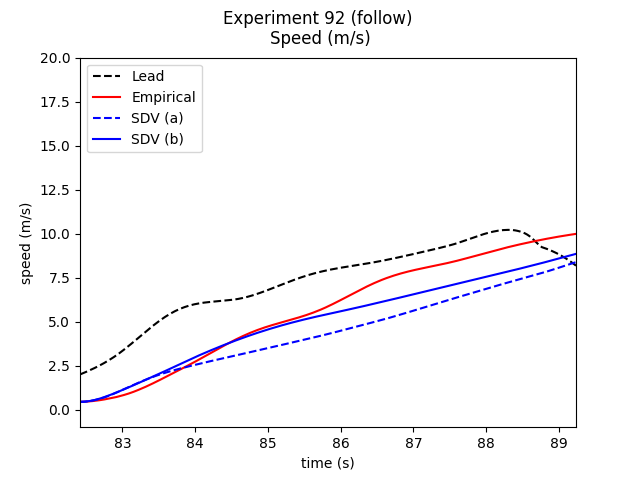 Experiment 92 (follow)
Speed (m/s)
20.0
17.5
15.0
12.5
10.0
7.5
5.0
2.5
0.0
speed (m/s)
Lead
Empirical
SDV (a)
SDV (b)
83
84
85
86
87
88
89
time (s)